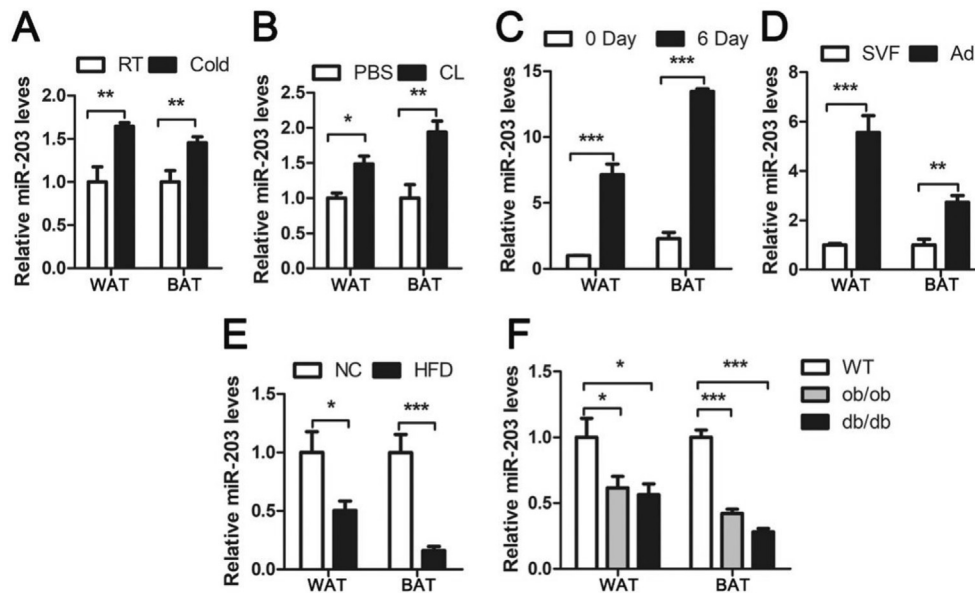 A
RT Cold
Relative miR-203 leves
2.0
1.5
1.0
0.5
0.0
** **
WAT BAT
B
PBS CL
Relative miR-203 leves
2.5
2.0
1.5
1.0
0.5
0.0
* **
WAT BAT
C
0 Day 6 Day
Relative miR-203 leves
15
10
5
0
*** ***
WAT BAT
D
SVF Ad
Relative miR-203 leves
8
6
4
2
0
*** **
WAT BAT
E
NC HFD
Relative miR-203 leves
1.5
1.0
0.5
0.0
* ***
WAT BAT
F
WT
ob/ob
db/db
Relative miR-203 leves
1.5
1.0
0.5
0.0
* ***
* ***
WAT BAT